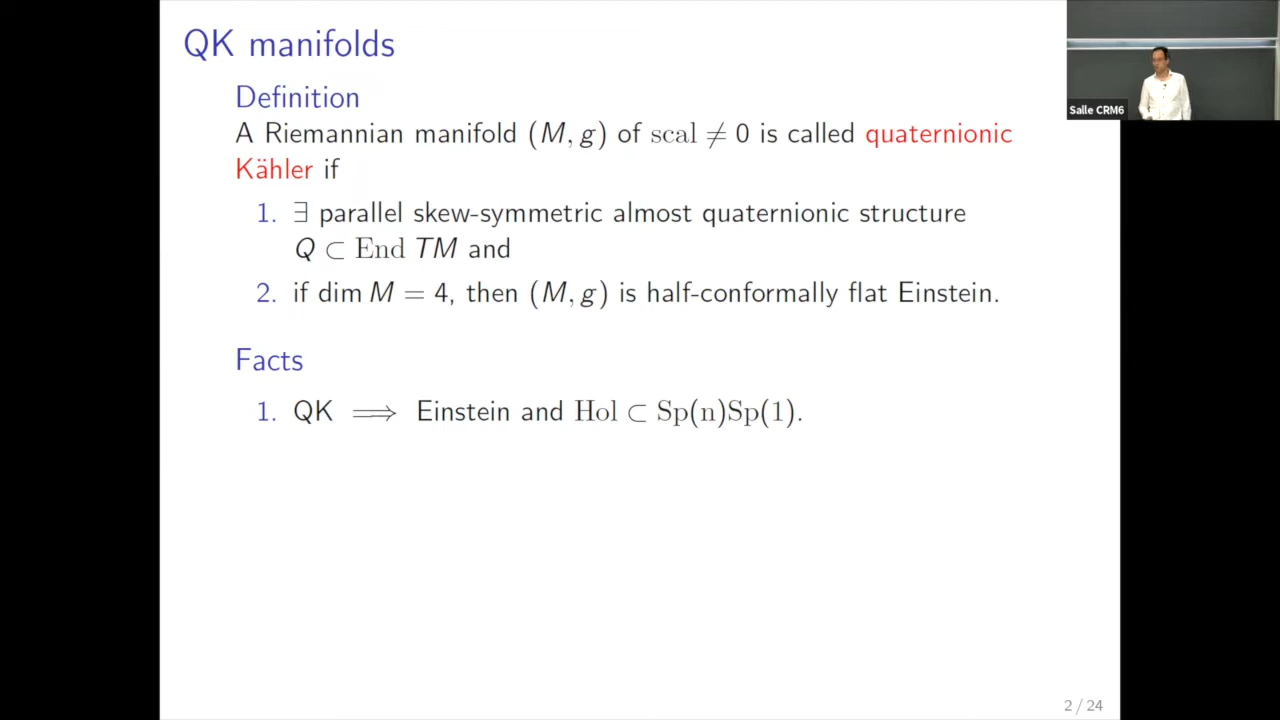 QK manifolds
Definition
A Riemannian manifold (M, g) of scal ≠ 0 is called quaternionic
Kähler if
1. ∃ parallel skew-symmetric almost quaternionic structure
Q ⊂ End TM and
2. if dim M = 4, then (M, g) is half-conformally flat Einstein.
Facts
1. QK ⟹ Einstein and Hol ⊂ Sp(n)Sp(1).
2 / 24
Salle CRM6